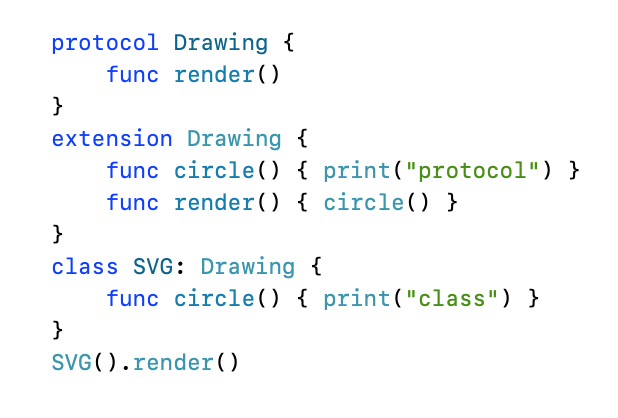 protocol Drawing {
    func render()
}
extension Drawing {
    func circle() { print("protocol") }
    func render() { circle() }
}
class SVG: Drawing {
    func circle() { print("class") }
}
SVG().render()